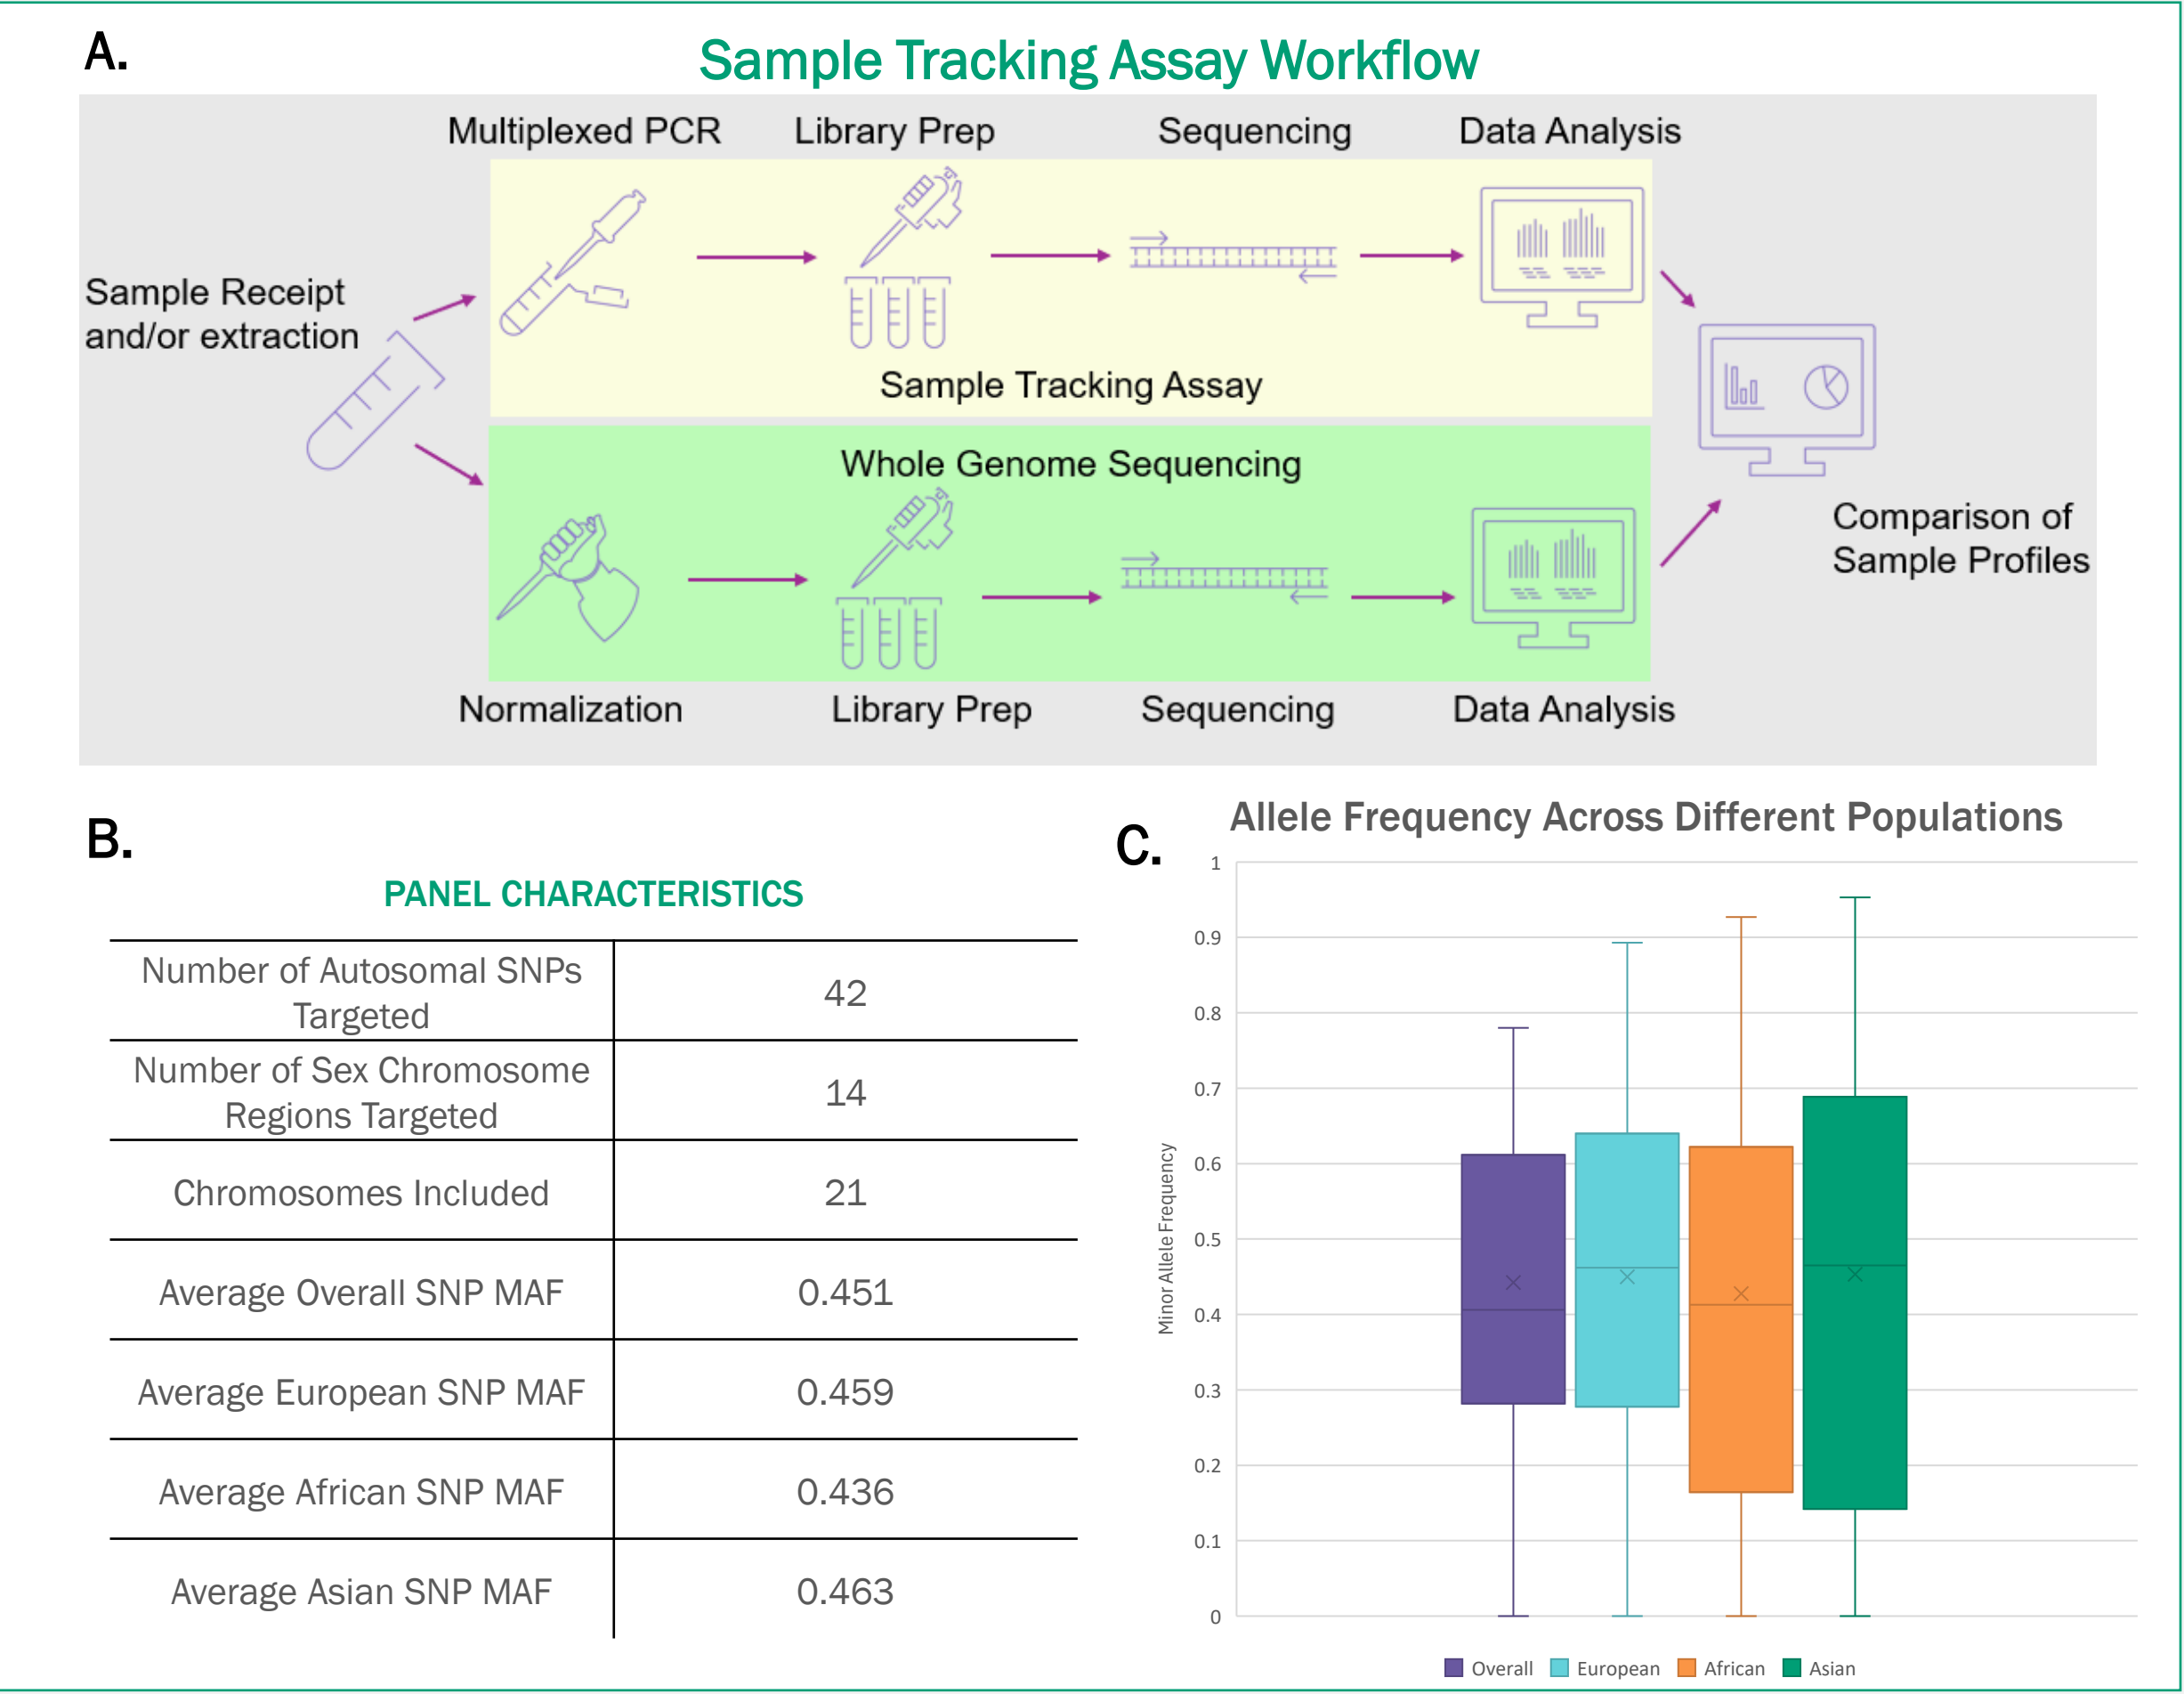 A.
Sample Tracking Assay Workflow
Multiplexed PCR
Library Prep
Sequencing
Data Analysis
Sample Receipt
and/or extraction
Sample Tracking Assay
Whole Genome Sequencing
Comparison of
Sample Profiles
Normalization
Library Prep
Sequencing
Data Analysis
B.
PANEL CHARACTERISTICS
Number of Autosomal SNPs
Targeted
42
Number of Sex Chromosome
Regions Targeted
14
Chromosomes Included
21
Average Overall SNP MAF
0.451
Average European SNP MAF
0.459
Average African SNP MAF
0.436
Average Asian SNP MAF
0.463
C.
Allele Frequency Across Different Populations
Minor Allele Frequency
1
0.9
0.8
0.7
0.6
0.5
0.4
0.3
0.2
0.1
0
Overall
European
African
Asian